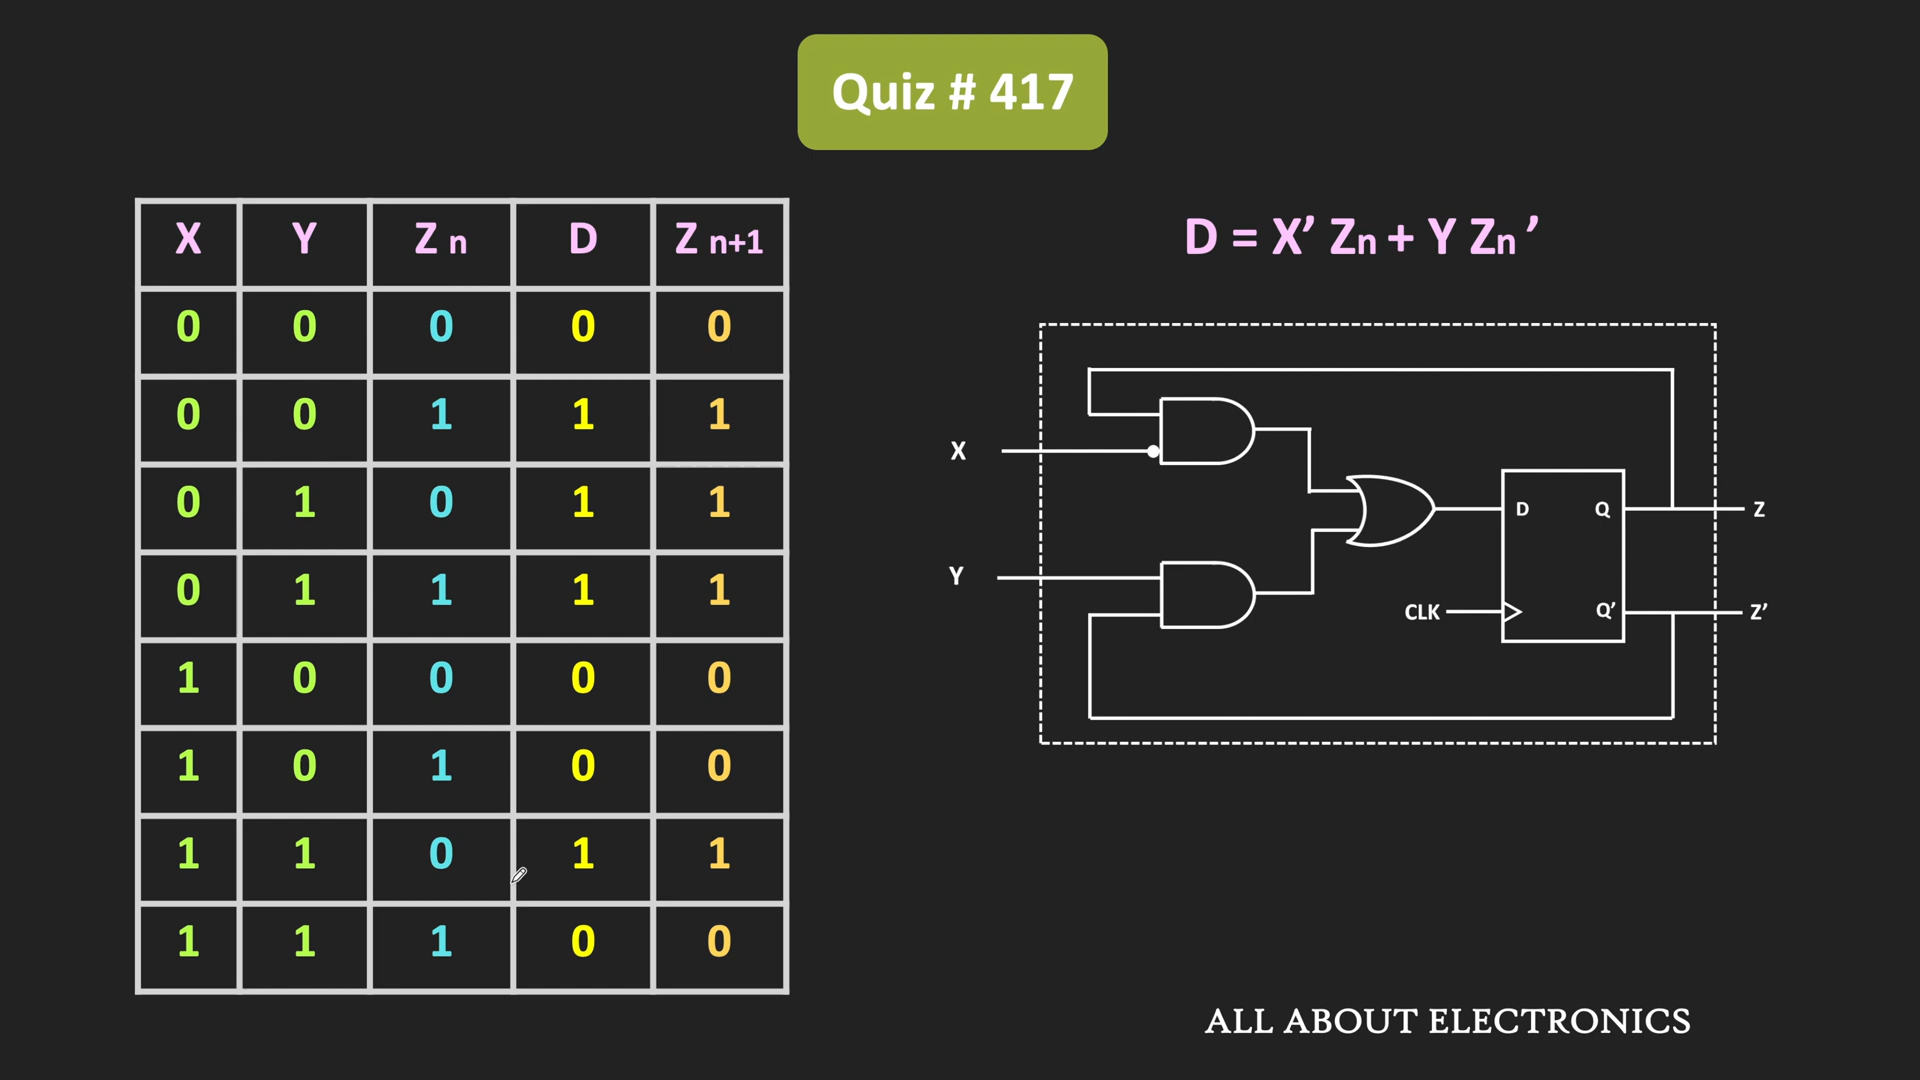 Quiz # 417
X Y Z n D Z n+1
0 0 0 0 0
0 0 1 1 1
0 1 0 1 1
0 1 1 1 1
1 0 0 0 0
1 0 1 0 0
1 1 0 1 1
1 1 1 0 0
D = X’ Zn + Y Zn ’
X
Y
D Q
Z
CLK
Q’
Z’
ALL ABOUT ELECTRONICS